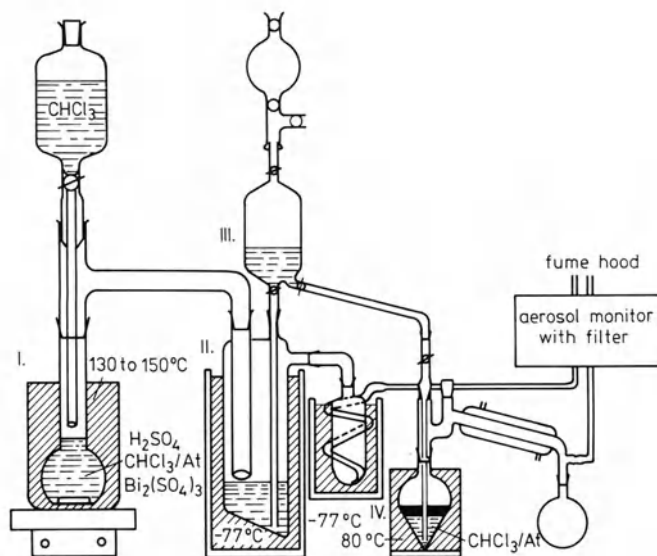 CHCl₃
III.
fume hood
aerosol monitor
with filter
I.
130 to 150°C
II.
H₂SO₄
CHCl₃/At
Bi₂(SO₄)₃
-77°C
-77°C
IV.
80°C
CHCl₃/At